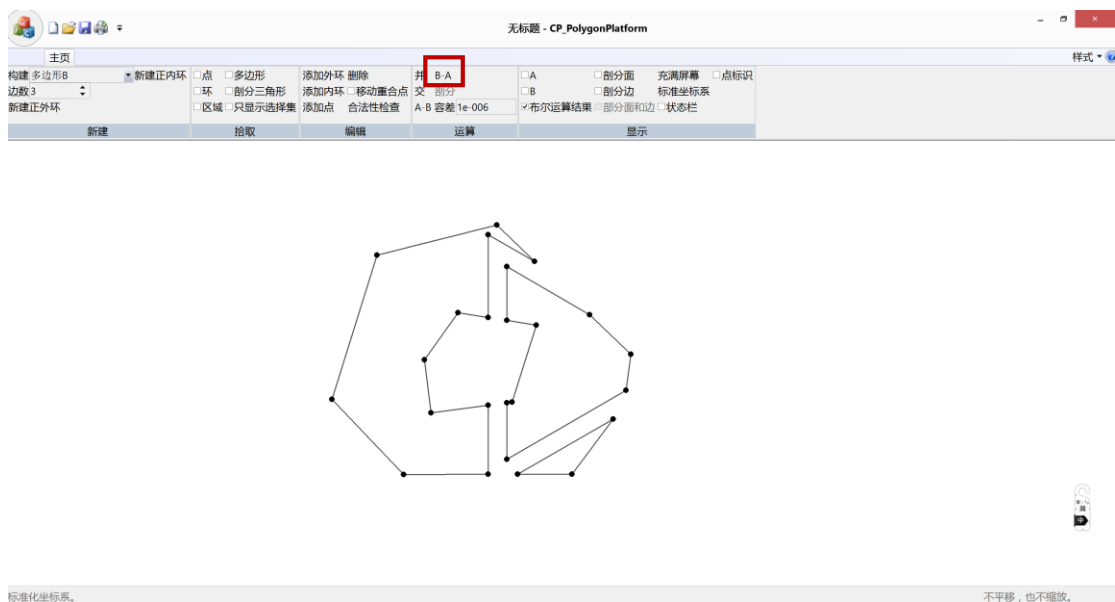 无标题 - CP_PolygonPlatform
主页
样式
构建 多边形B 新建正内环 点 多边形 添加外环 删除 并 B-A A 剖分面 充满屏幕 点标识
边数 3 环 剖分三角形 添加内环 移动重合点 交 剖分 B 剖分边 标准坐标系
新建正外环 区域 只显示选择集 添加点 合法性检查 A-B 容差 1e-006 布尔运算结果 部分面和边 状态栏
新建 拾取 编辑 运算 显示
标准化坐标系。 不平移，也不缩放。